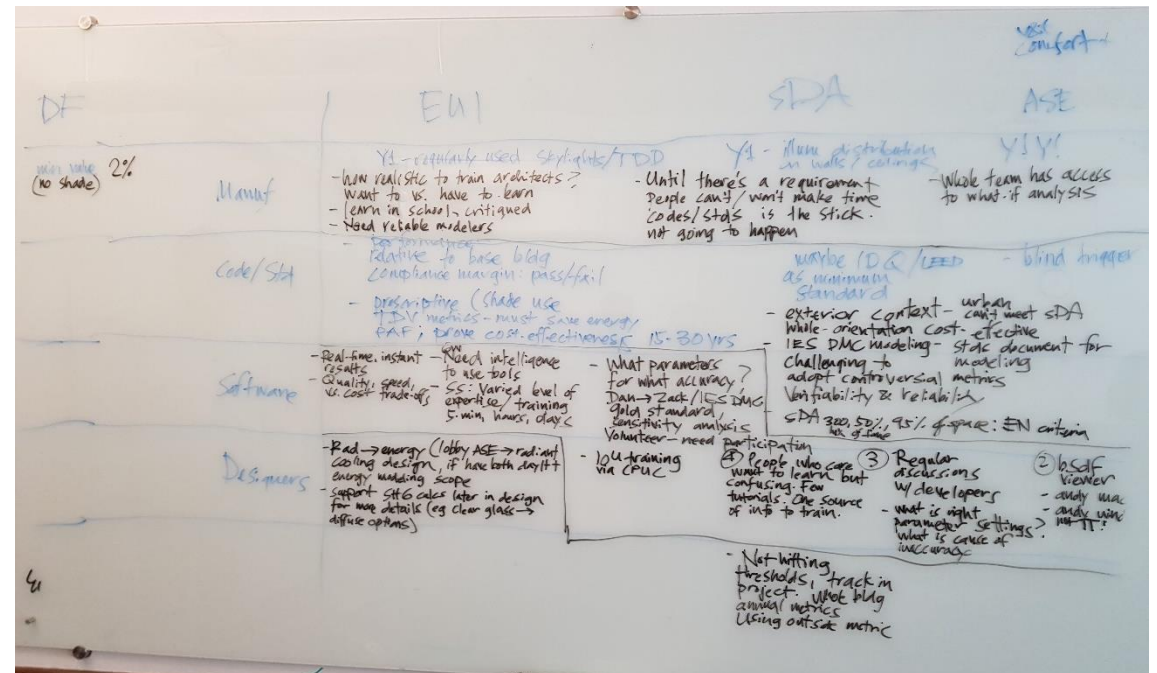 visl
comfort
DF
EUI
sDA
ASE
min value 2%
(no shade)
Manuf
Y1 - regularly used skylights/TDD
- how realistic to train architects?
want to vs. have to learn
- learn in school, critiqued
- Need reliable modelers
Y1 - illum distribution
in walls/ceilings
- Until there's a requirement
People can't/won't make time
codes/stds is the stick.
not going to happen
Y1 Y!
- Whole team has access
to what-if analysis
Code/Std
- performance
relative to base bldg
compliance margin: pass/fail
- prescriptive (shade use
TDV metrics - must save energy
PAF; prove cost-effectiveness 15-30 yrs
maybe IDQ/LEED
as minimum
standard
- blind trigger
- exterior context - urban
can't meet sDA
whole-orientation cost-effective
- IES DMC modeling - stds document for
modeling
challenging to
adopt controversial metrics
Verifiability & reliability
- sDA 300, 50%, 95% of space: EN criteria
of time
Software
- Real-time, instant
results
- Quality, speed,
vs. cost trade-offs
- Need intelligence
to use tools
- SS: Varied level of
expertise/training
5-min, hours, days
- What parameters
for what accuracy?
Dan → Zack/IES DMC
gold standard,
sensitivity analysis
Volunteer - need participation
Designers
- Rad → energy (lobby ASE → radiant
cooling design, if have both daylt +
energy modeling scope
- support SHG calcs later in design
for more details (eg clear glass →
diffuse options)
- IOU training
via CPUC
④ People who care
want to learn but
confusing. Few
tutorials. One source
of info to train.
③ Regular
discussions
w/ developers
- what is right
parameter settings?
what is cause of
inaccuracy
② bsdf
viewer
- andy mac
- andy
- Not hitting
thresholds, track in
project. Whole bldg
annual metrics
Using outside metric